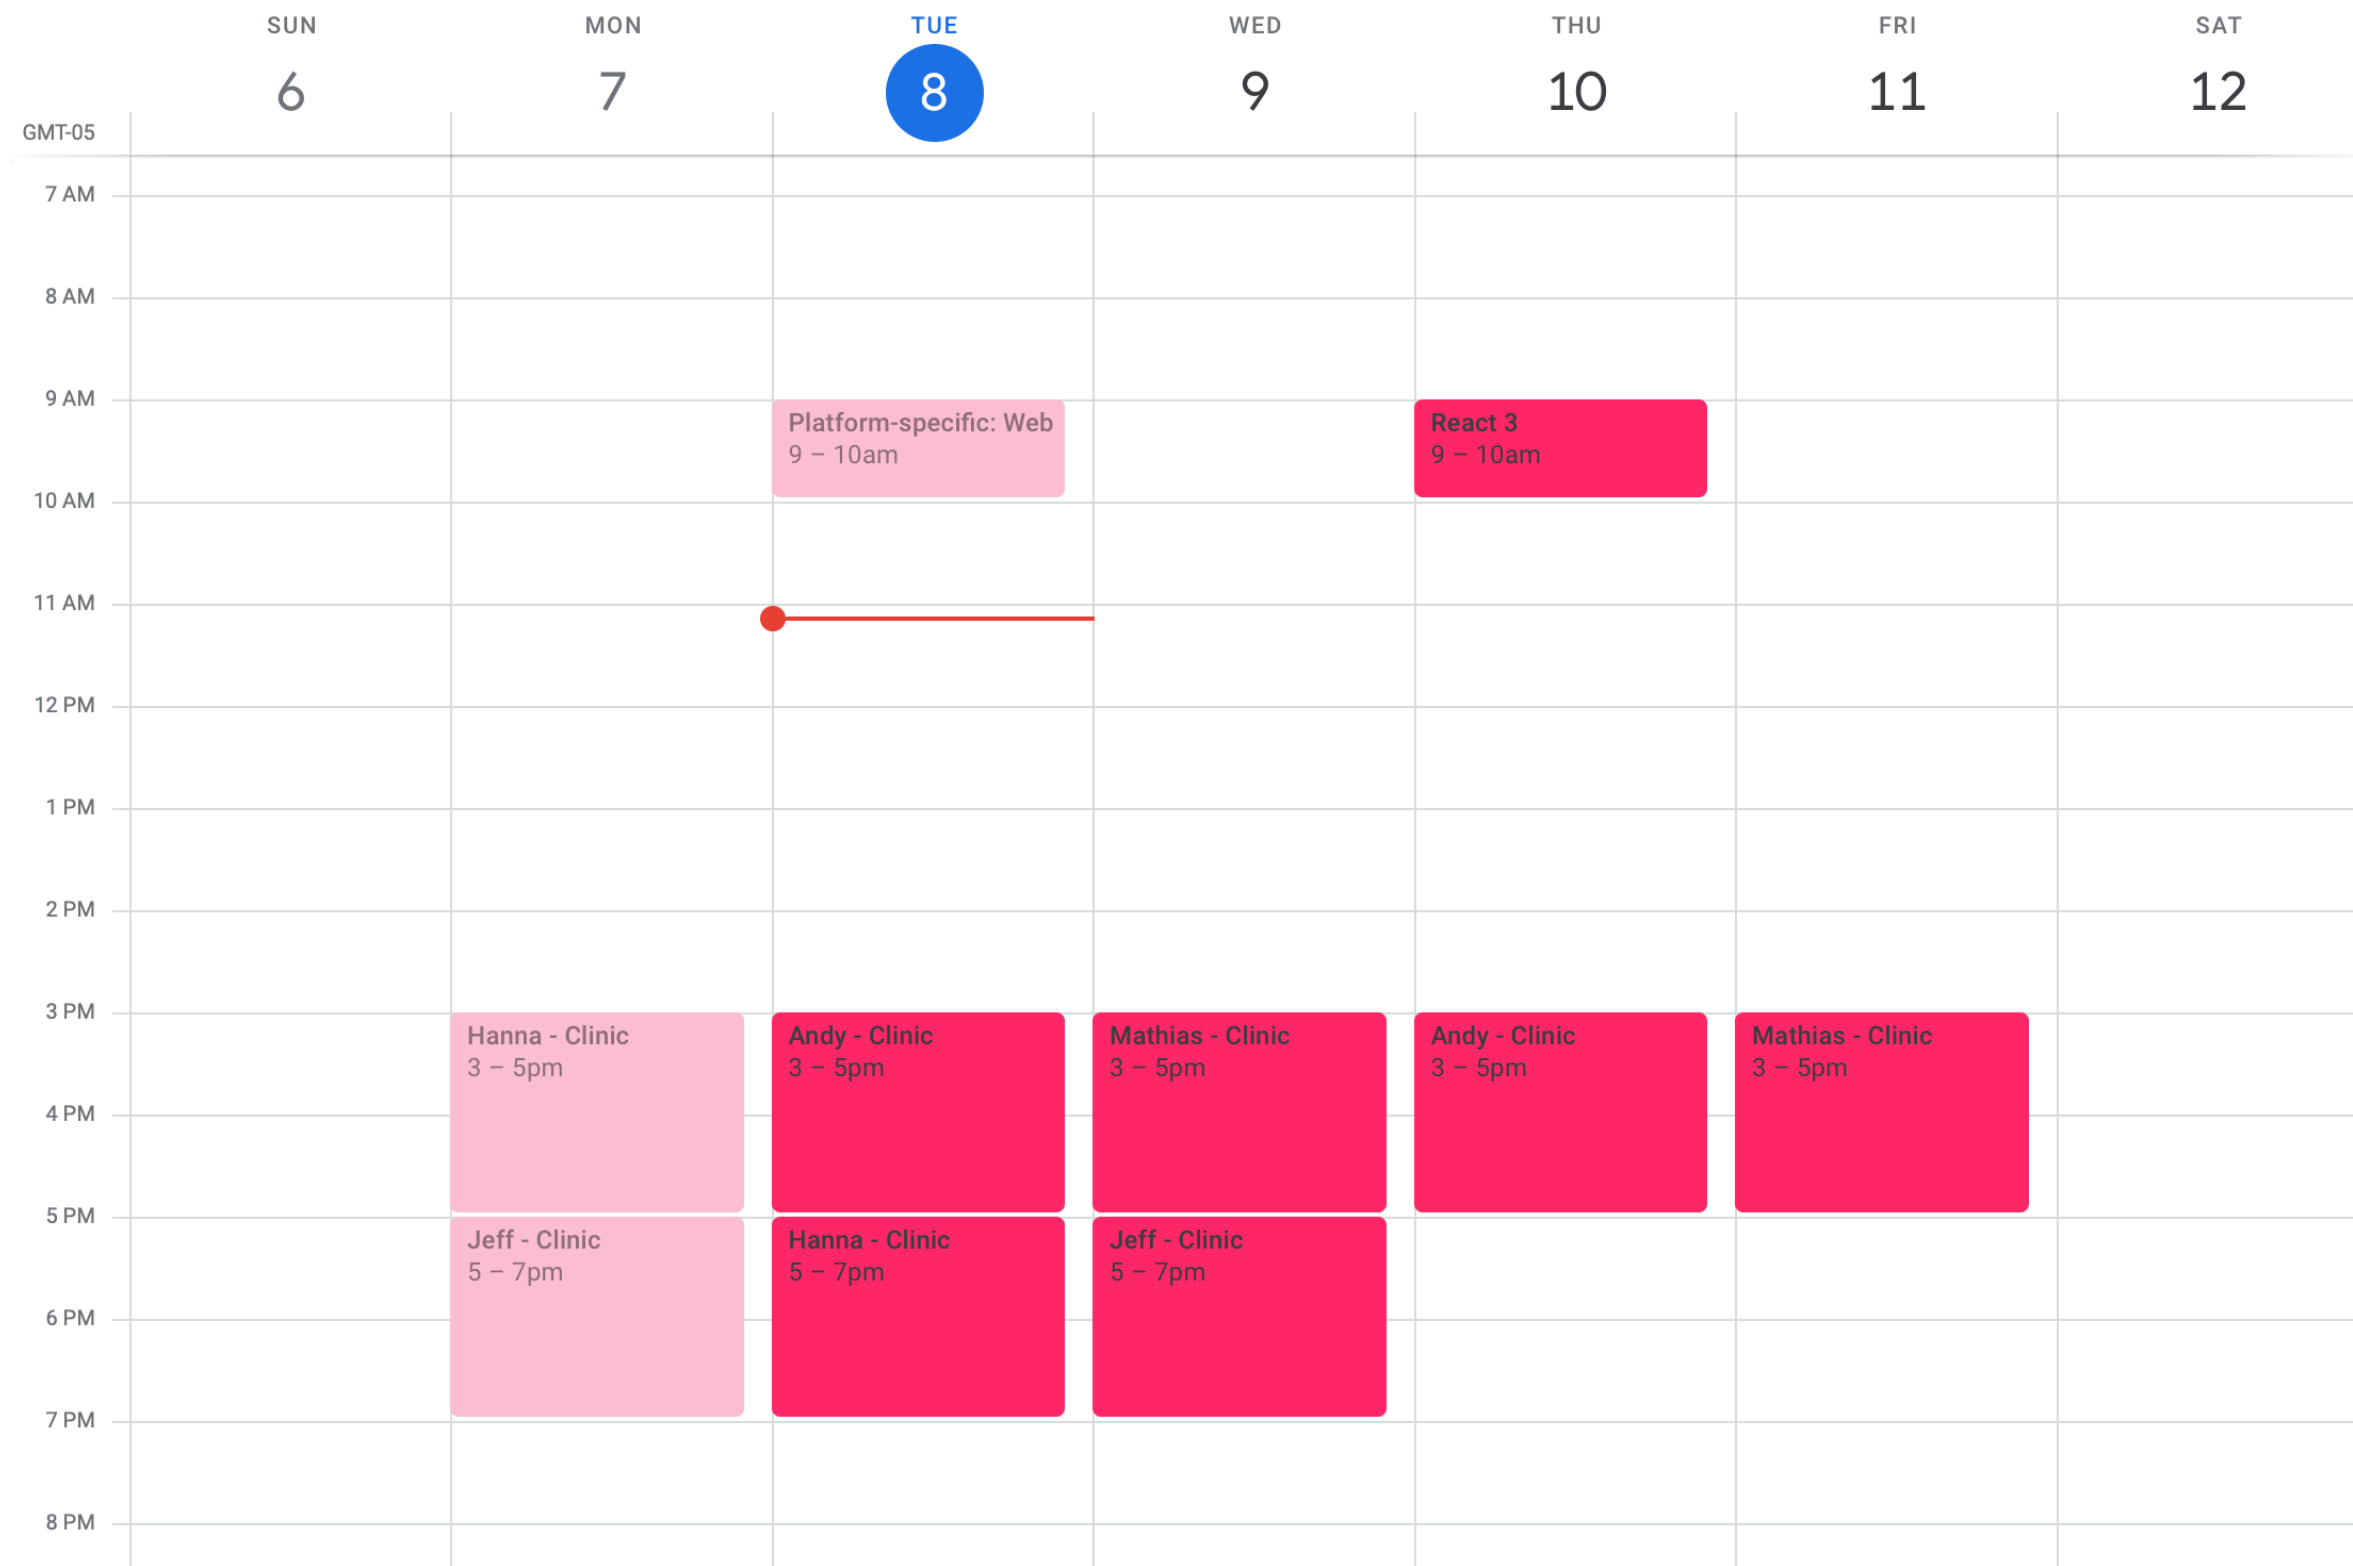 SUN MON TUE WED THU FRI SAT
6 7 8 9 10 11 12
GMT-05
7 AM
8 AM
9 AM
Platform-specific: Web
9 – 10am
React 3
9 – 10am
10 AM
11 AM
12 PM
1 PM
2 PM
3 PM
Hanna - Clinic
3 – 5pm
Andy - Clinic
3 – 5pm
Mathias - Clinic
3 – 5pm
Andy - Clinic
3 – 5pm
Mathias - Clinic
3 – 5pm
4 PM
5 PM
Jeff - Clinic
5 – 7pm
Hanna - Clinic
5 – 7pm
Jeff - Clinic
5 – 7pm
6 PM
7 PM
8 PM